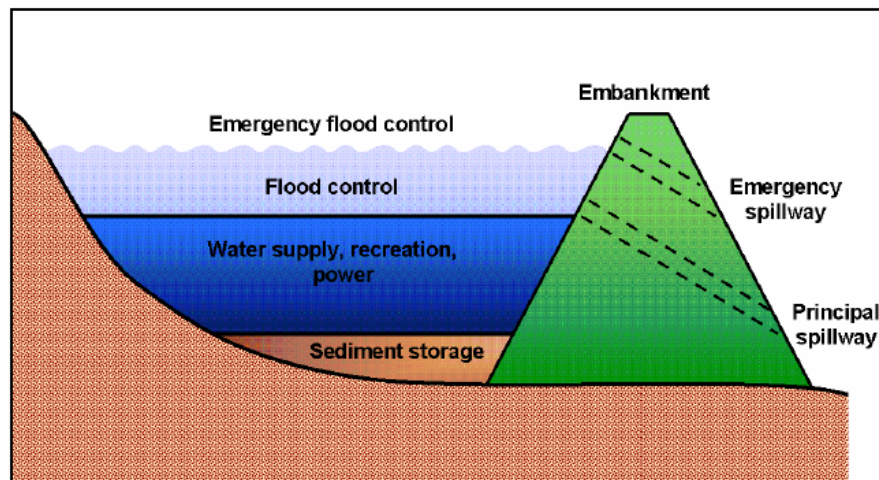 Embankment
Emergency flood control
Flood control
Emergency
spillway
Water supply, recreation,
power
Principal
spillway
Sediment storage